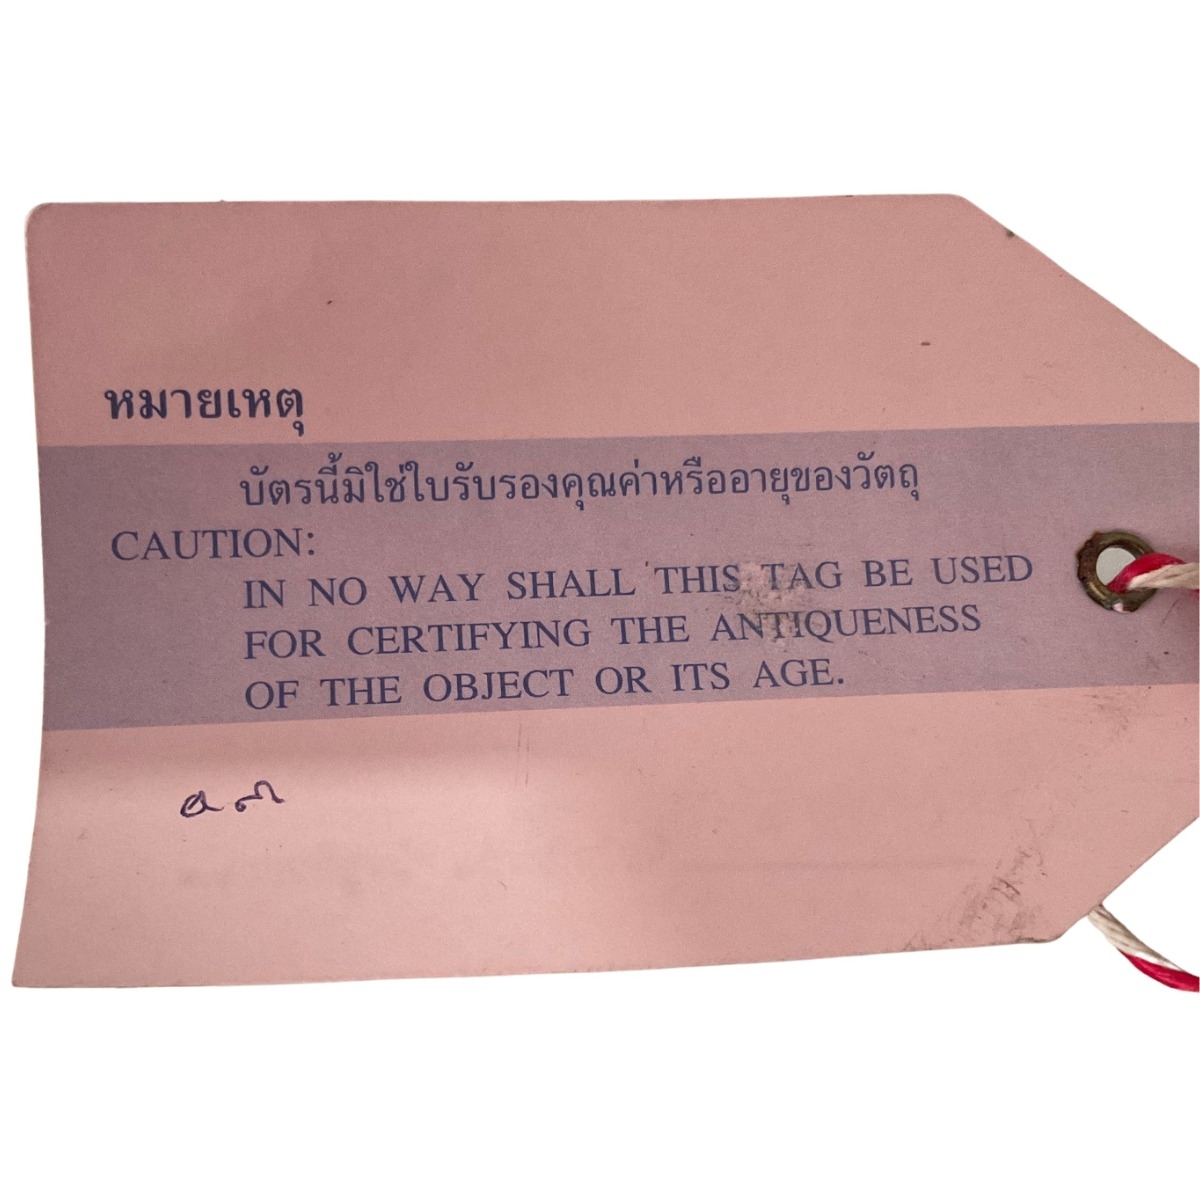 หมายเหตุ
บัตรนี้มิใช่ใบรับรองคุณค่าหรืออายุของวัตถุ
CAUTION:
IN NO WAY SHALL THIS TAG BE USED
FOR CERTIFYING THE ANTIQUENESS
OF THE OBJECT OR ITS AGE.